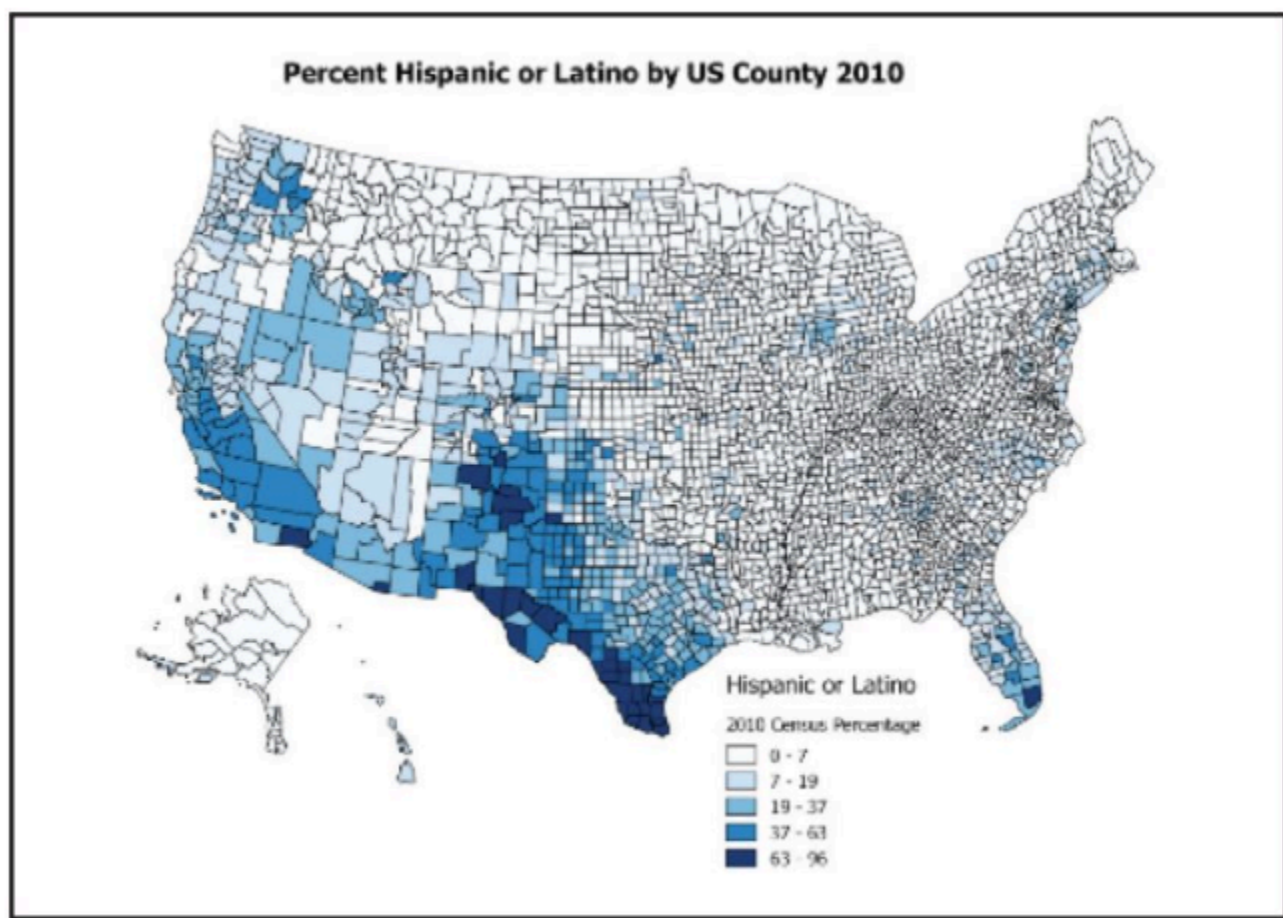 Percent Hispanic or Latino by US County 2010
Hispanic or Latino
2010 Census Percentage
0 - 7
7 - 19
19 - 37
37 - 63
63 - 96